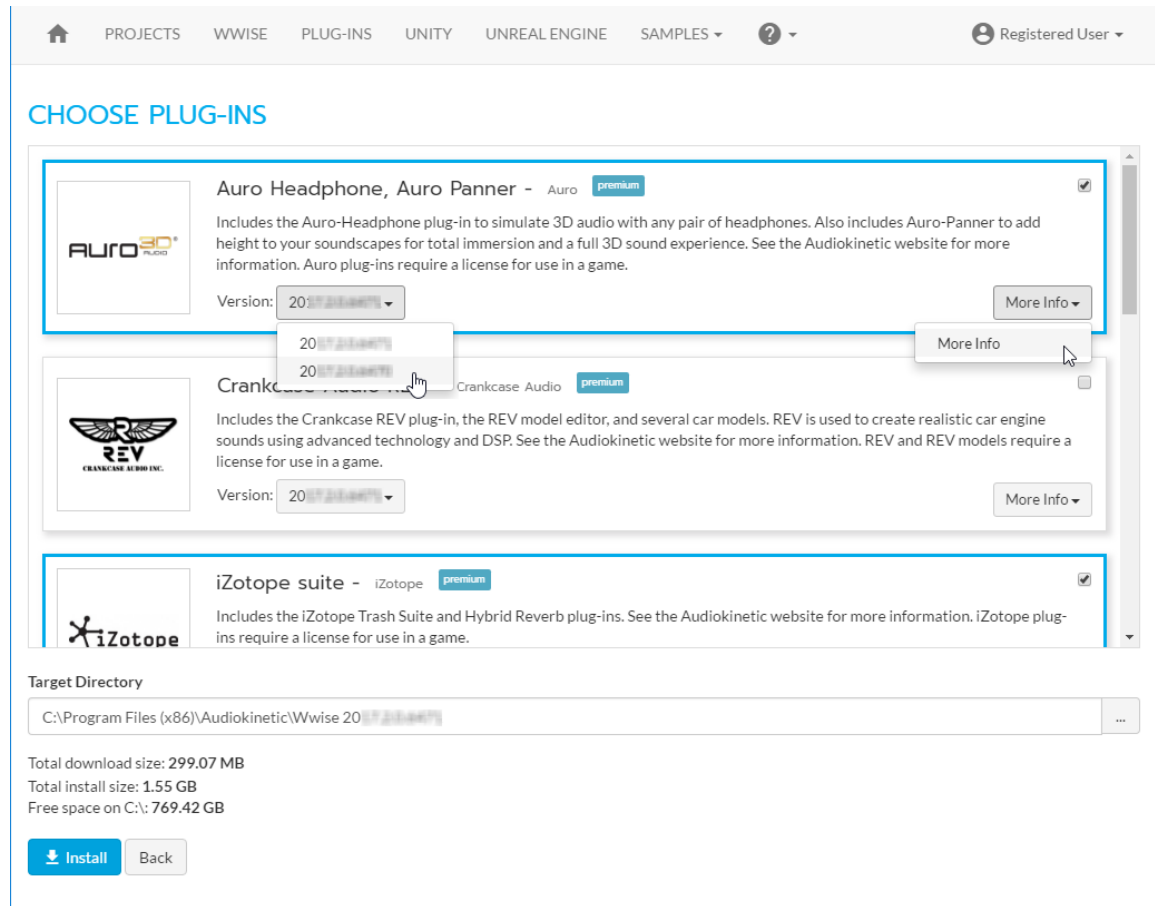 PROJECTS WWISE PLUG-INS UNITY UNREAL ENGINE SAMPLES ? Registered User
CHOOSE PLUG-INS
Auro Headphone, Auro Panner - Auro premium
AURO 3D®
AUDIO
Includes the Auro-Headphone plug-in to simulate 3D audio with any pair of headphones. Also includes Auro-Panner to add
height to your soundscapes for total immersion and a full 3D sound experience. See the Audiokinetic website for more
information. Auro plug-ins require a license for use in a game.
Version: 20 More Info
20 More Info
20
Crankcase Audio Crankcase Audio premium
REV
CRANKCASE AUDIO INC.
Includes the Crankcase REV plug-in, the REV model editor, and several car models. REV is used to create realistic car engine
sounds using advanced technology and DSP. See the Audiokinetic website for more information. REV and REV models require a
license for use in a game.
Version: 20 More Info
iZotope suite - iZotope premium
iZotope
Includes the iZotope Trash Suite and Hybrid Reverb plug-ins. See the Audiokinetic website for more information. iZotope plug-
ins require a license for use in a game.
Target Directory
C:\Program Files (x86)\Audiokinetic\Wwise 20 ...
Total download size: 299.07 MB
Total install size: 1.55 GB
Free space on C:\: 769.42 GB
Install Back